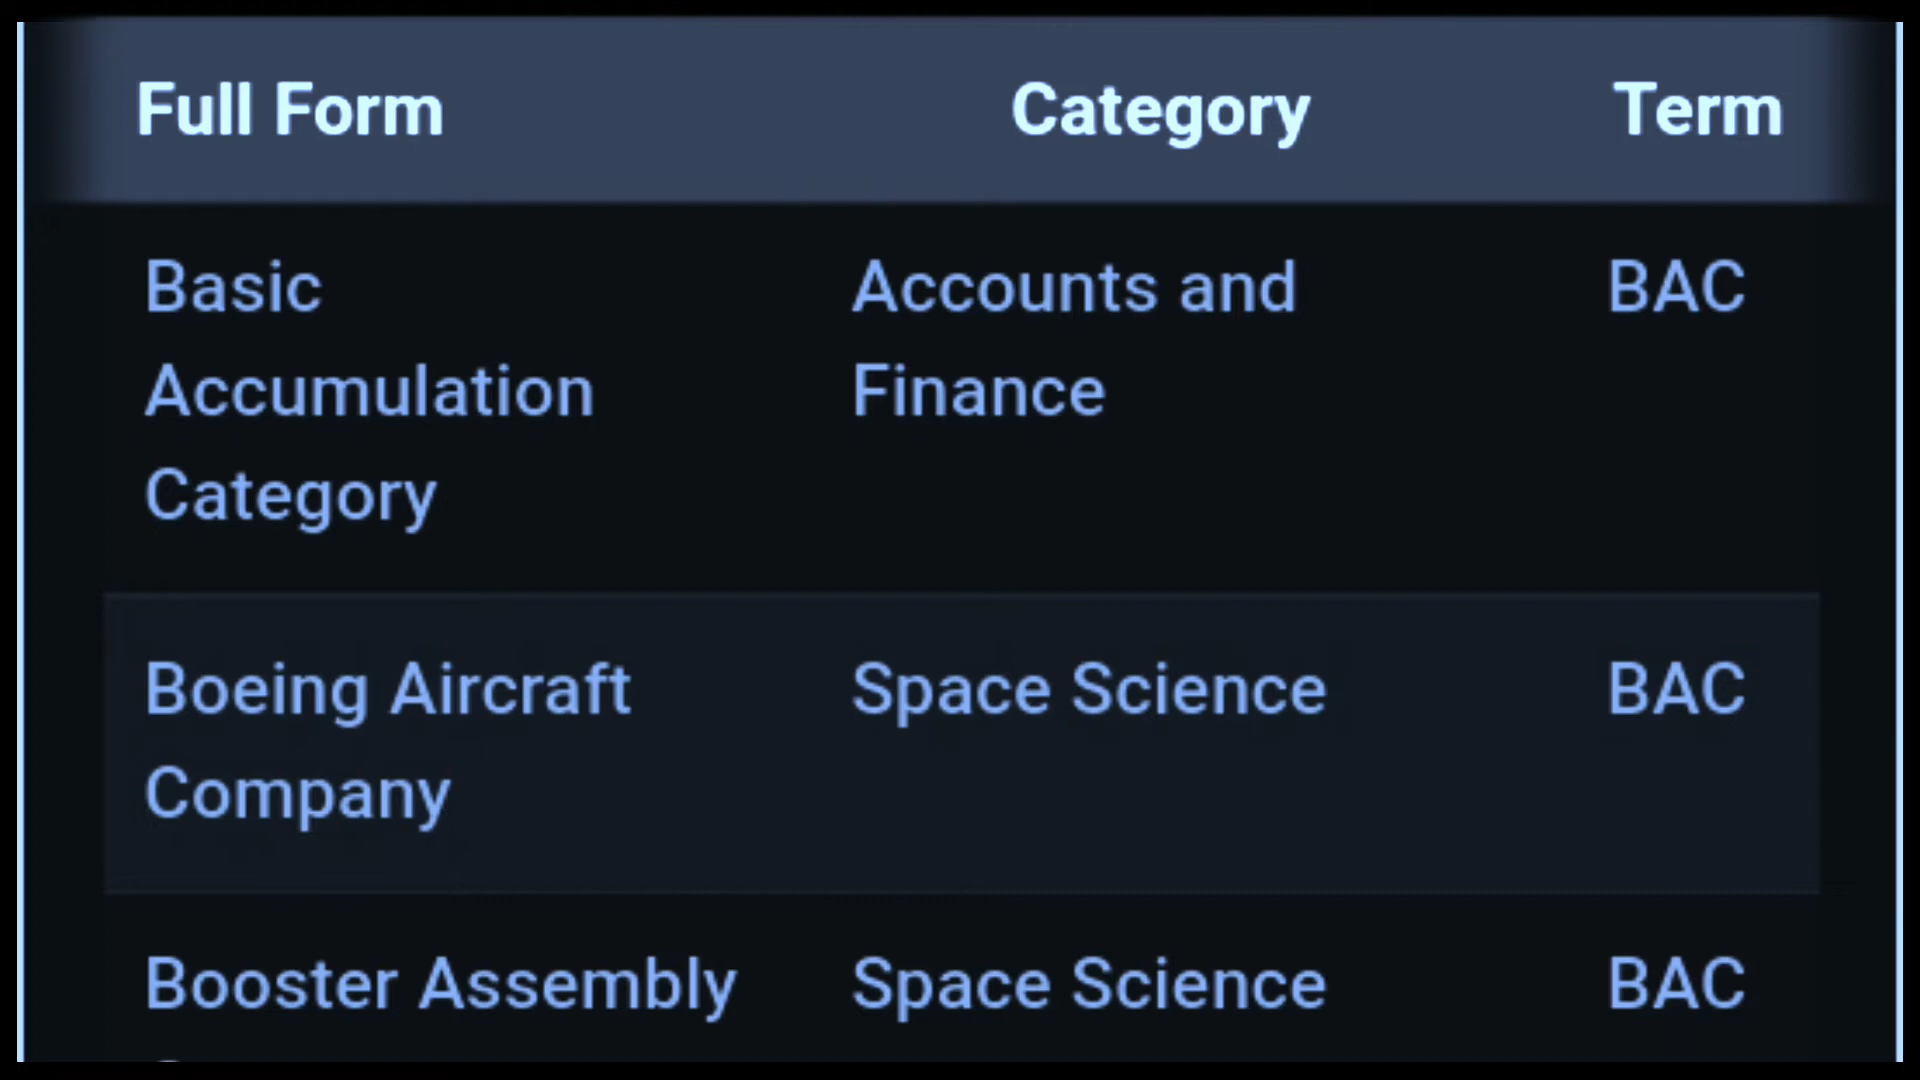 Full Form Category Term
Basic Accounts and BAC
Accumulation Finance
Category
Boeing Aircraft Space Science BAC
Company
Booster Assembly Space Science BAC